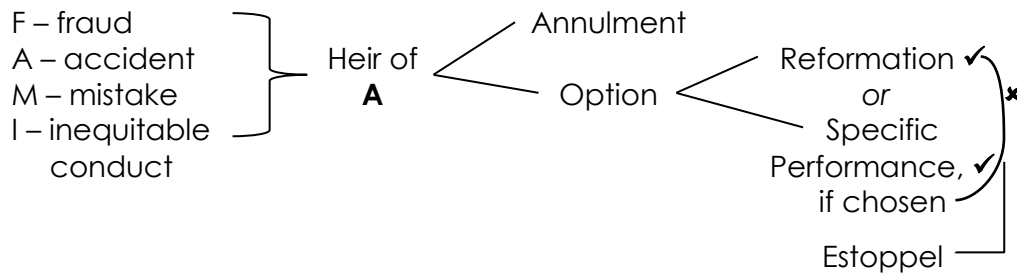 F – fraud
A – accident
M – mistake
I – inequitable
conduct
Heir of
A
Annulment
Option
Reformation ✓
or
Specific
Performance, ✓
if chosen
✘
Estoppel